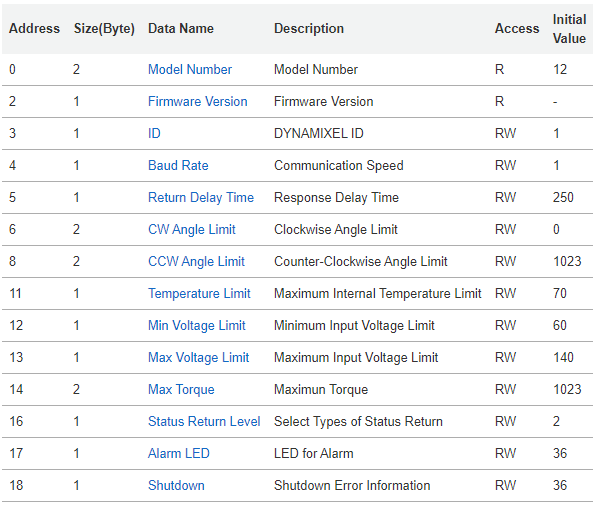 Address Size(Byte) Data Name Description Access Initial Value
0 2 Model Number Model Number R 12
2 1 Firmware Version Firmware Version R -
3 1 ID DYNAMIXEL ID RW 1
4 1 Baud Rate Communication Speed RW 1
5 1 Return Delay Time Response Delay Time RW 250
6 2 CW Angle Limit Clockwise Angle Limit RW 0
8 2 CCW Angle Limit Counter-Clockwise Angle Limit RW 1023
11 1 Temperature Limit Maximum Internal Temperature Limit RW 70
12 1 Min Voltage Limit Minimum Input Voltage Limit RW 60
13 1 Max Voltage Limit Maximum Input Voltage Limit RW 140
14 2 Max Torque Maximun Torque RW 1023
16 1 Status Return Level Select Types of Status Return RW 2
17 1 Alarm LED LED for Alarm RW 36
18 1 Shutdown Shutdown Error Information RW 36